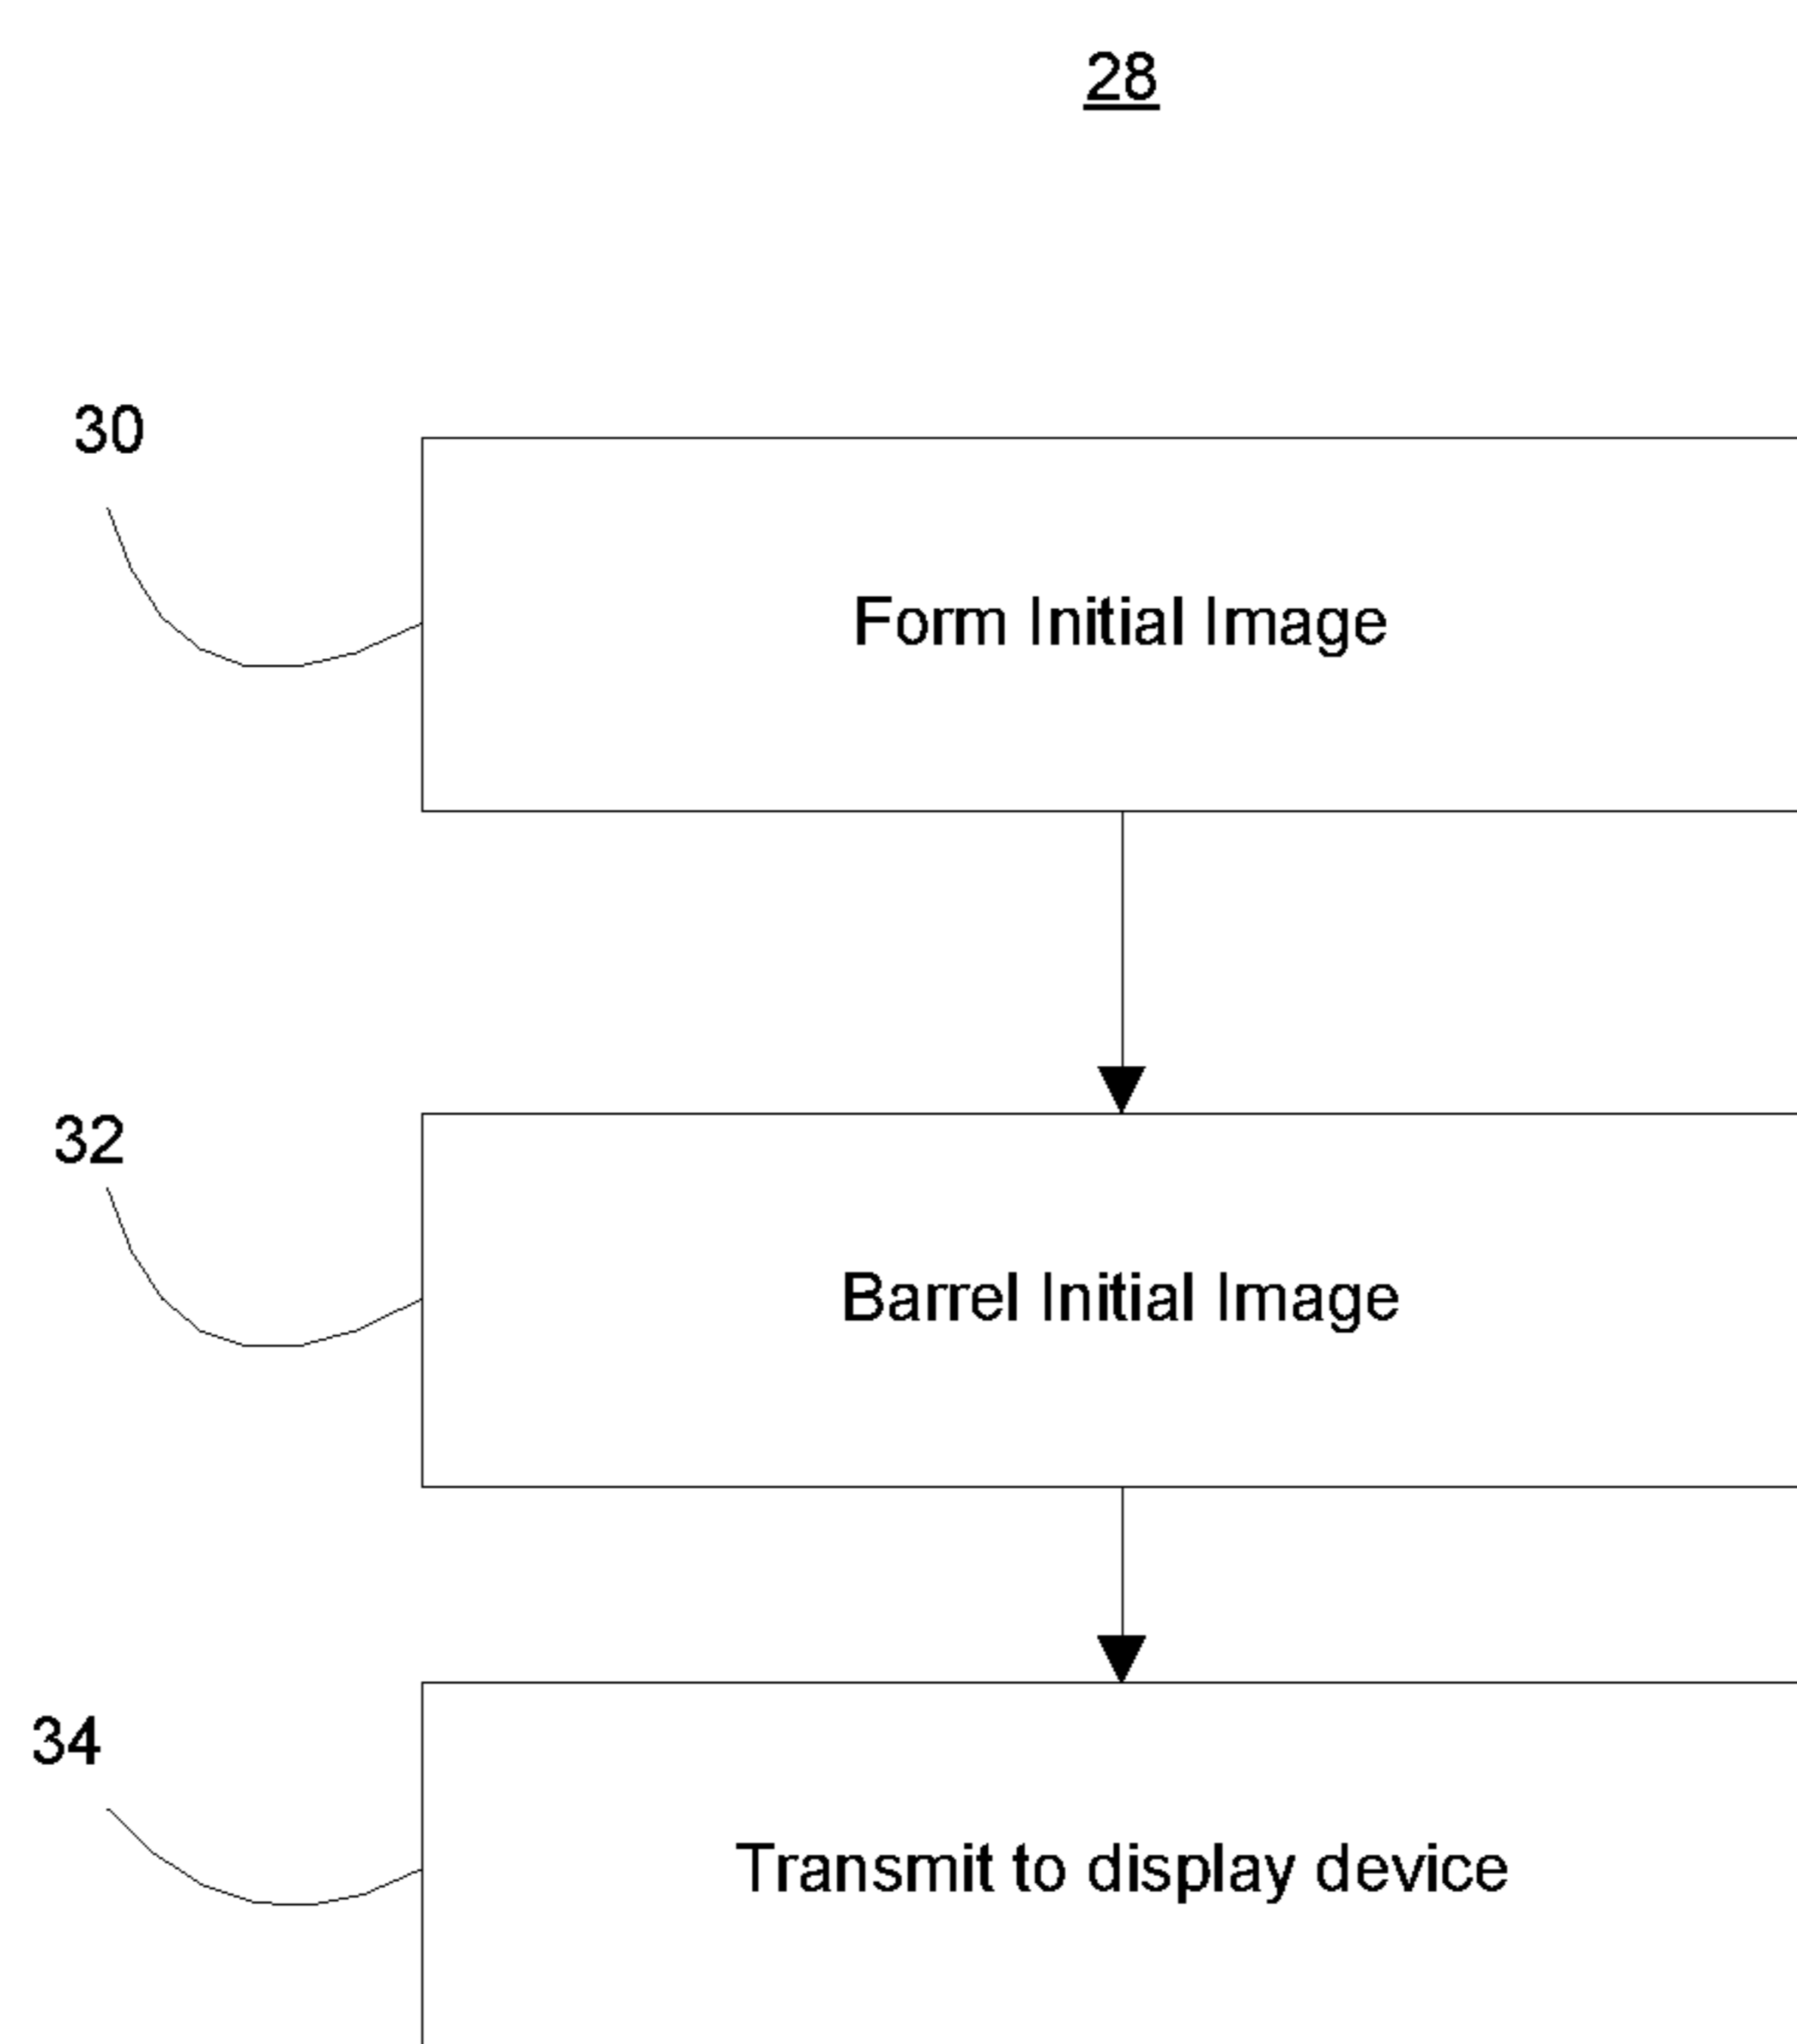 28
30
Form Initial Image
32
Barrel Initial Image
34
Transmit to display device